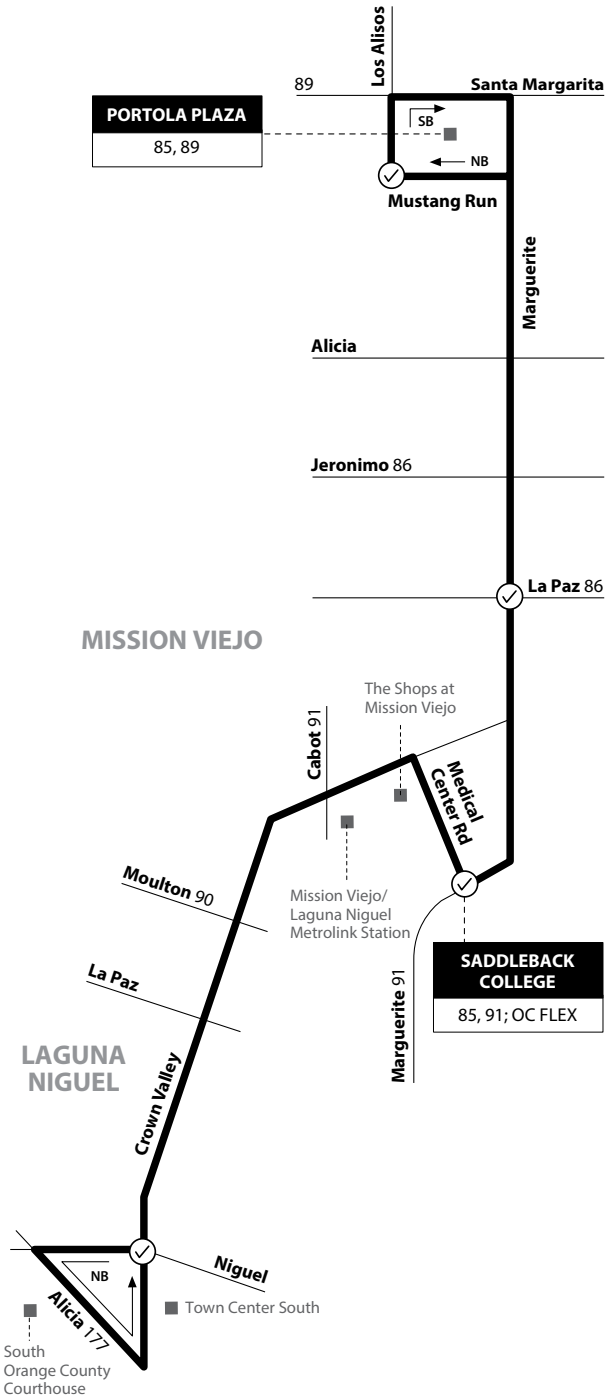 Los Alisos
89
Santa Margarita
PORTOLA PLAZA
85, 89
SB
NB
Mustang Run
Marguerite
Alicia
Jeronimo 86
La Paz 86
MISSION VIEJO
The Shops at
Mission Viejo
Cabot 91
Medical
Center Rd
Moulton 90
Mission Viejo/
Laguna Niguel
Metrolink Station
SADDLEBACK
COLLEGE
85, 91; OC FLEX
Marguerite 91
La Paz
LAGUNA
NIGUEL
Crown Valley
Niguel
NB
Alicia 177
Town Center South
South
Orange County
Courthouse